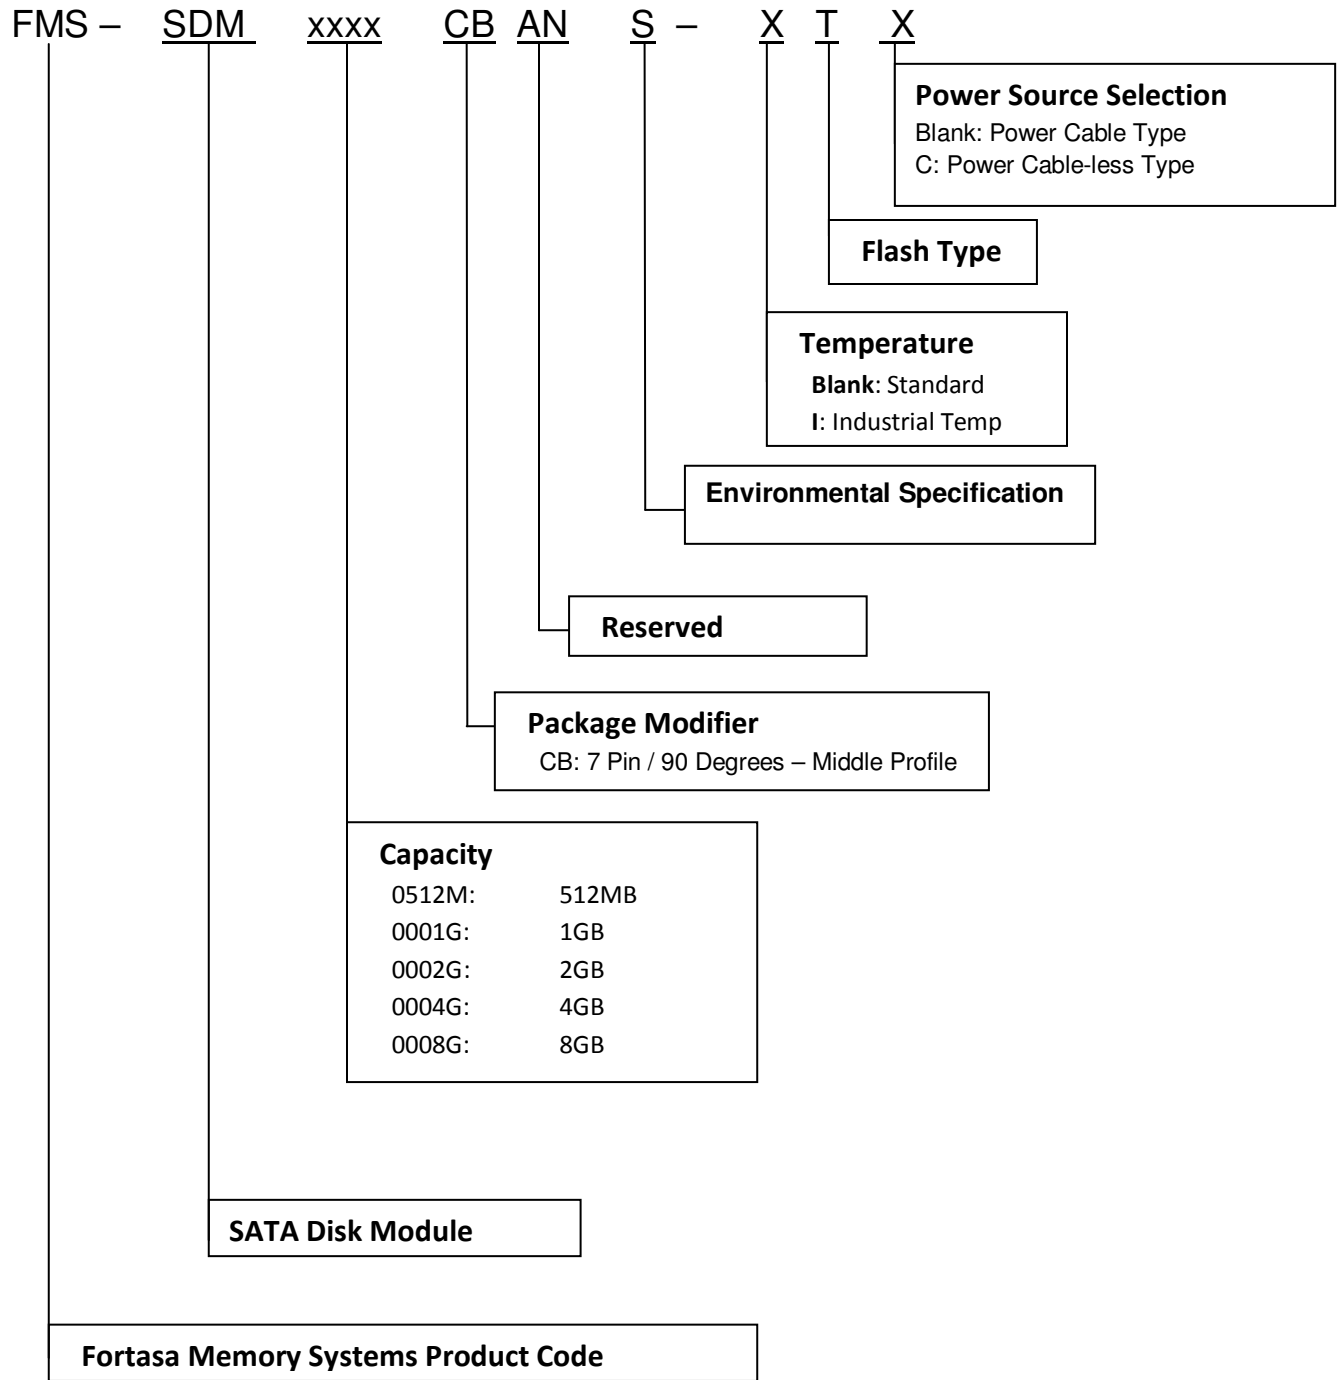 FMS – SDM xxxx CB AN S – X T X
Power Source Selection
Blank: Power Cable Type
C: Power Cable-less Type
Flash Type
Temperature
Blank: Standard
I: Industrial Temp
Environmental Specification
Reserved
Package Modifier
CB: 7 Pin / 90 Degrees – Middle Profile
Capacity
0512M: 512MB
0001G: 1GB
0002G: 2GB
0004G: 4GB
0008G: 8GB
SATA Disk Module
Fortasa Memory Systems Product Code